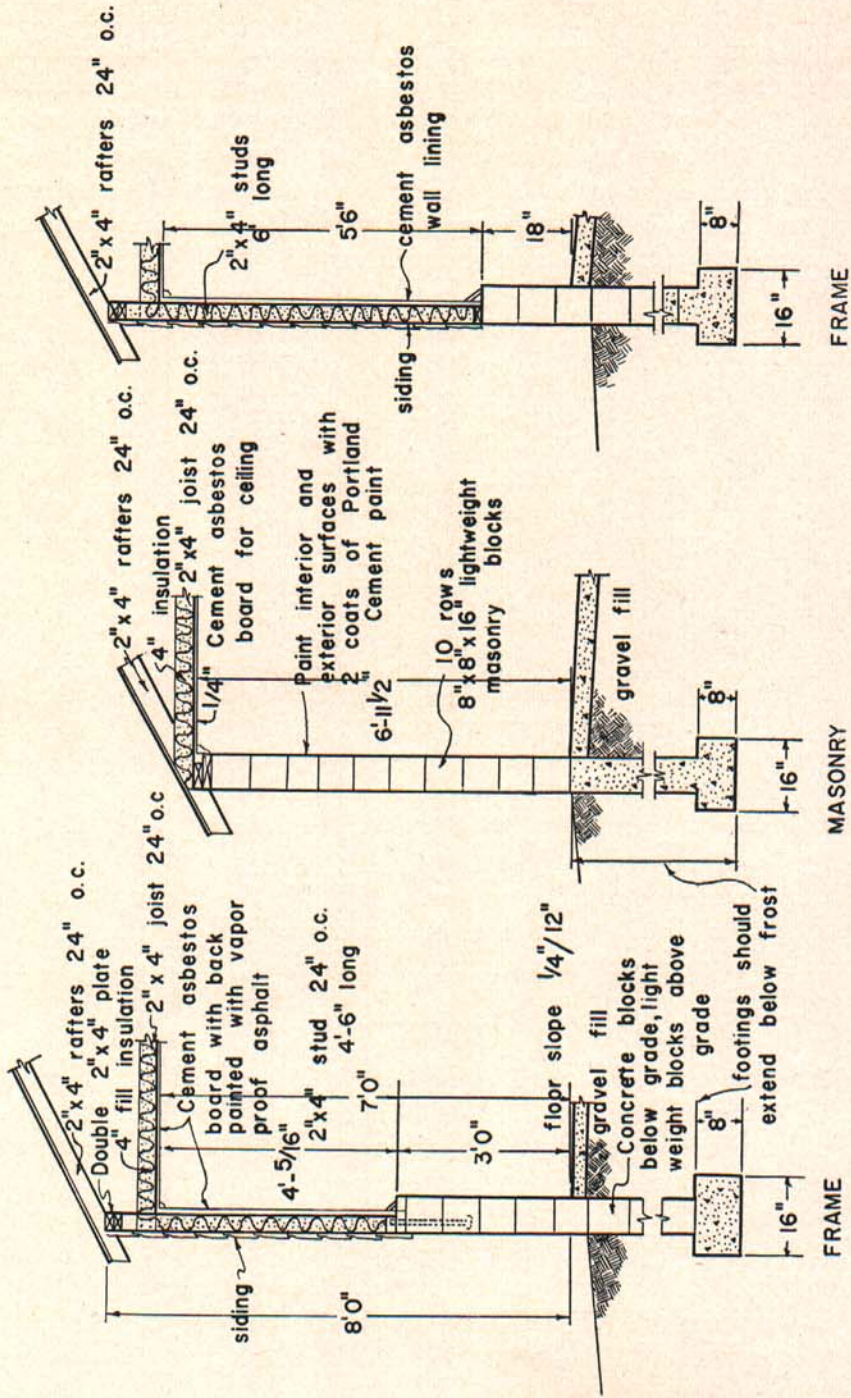 2"x 4" rafters 24" o.c.
Double 2"x4" plate
4" fill insulation
2" x 4" joist 24" o.c
Cement asbestos
board with back
painted with vapor
proof asphalt
siding
2"x4" stud 24" o.c.
4'-6" long
4'-5/16"
7'0"
8'0"
3'0"
floor slope 1/4"/12"
gravel fill
Concrete blocks
below grade, light
weight blocks above
grade
8"
footings should
extend below frost
16"
FRAME
2"x 4" rafters 24" o.c.
4" insulation
2"x4" joist 24" o.c.
1/4" Cement asbestos
board for ceiling
Paint interior and
exterior surfaces with
2 coats of Portland
Cement paint
6'-11 1/2"
10 rows
8"x8"x16" lightweight
masonry blocks
gravel fill
8"
16"
MASONRY
2"x 4" rafters 24" o.c.
2"x 4" studs
6' long
5'6"
cement asbestos
wall lining
siding
18"
8"
16"
FRAME